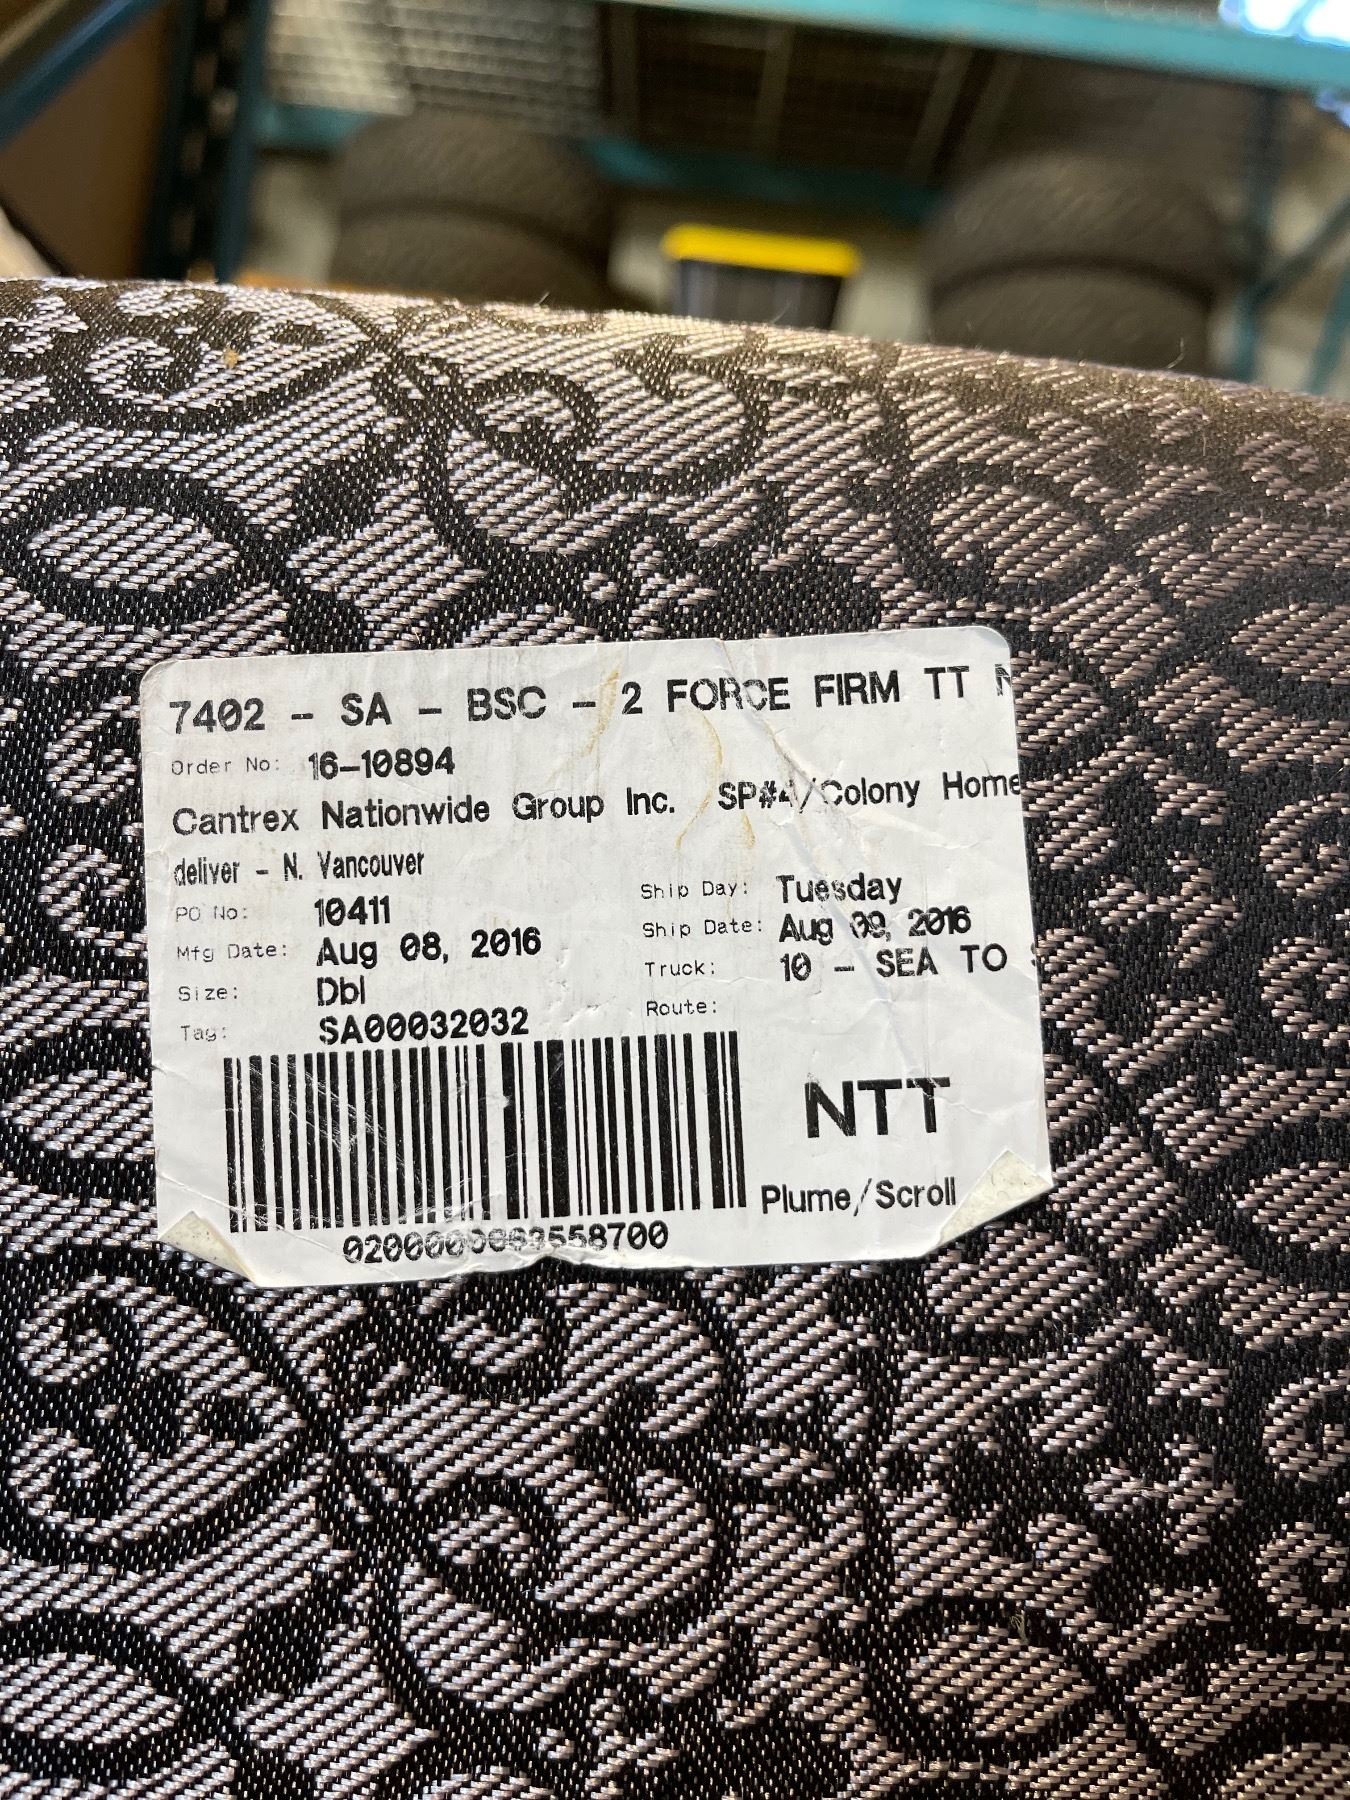 7402 - SA - BSC - 2 FORCE FIRM TT
Order No: 16-10894
Cantrex Nationwide Group Inc. SP#4/Colony Home
deliver - N. Vancouver
PO No: 10411
Mfg Date: Aug 08, 2016
Size: Dbl
Tag: SA00032032
Ship Day: Tuesday
Ship Date: Aug 09, 2016
Truck: 10 - SEA TO
Route:
NTT
Plume/Scroll